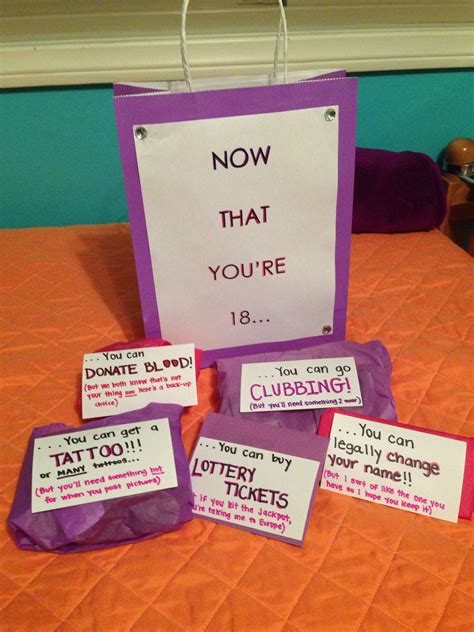 NOW
THAT
YOU'RE
18...
...You can
DONATE BLOOD!
(But we both know that's not
your thing soo here's a back-up
choice)
...You can go
CLUBBING!
(But you'll need something 2 wear)
...You can get a
TATTOO!!!
or MANY tattoos...
(But you'll need something hot
for when you post pictures)
...You can buy
LOTTERY
TICKETS
if you hit the Jackpot,
you're taking me to Europe)
...You can
legally change
your name!!
(But I sort of like the one you
have so I hope you keep it)